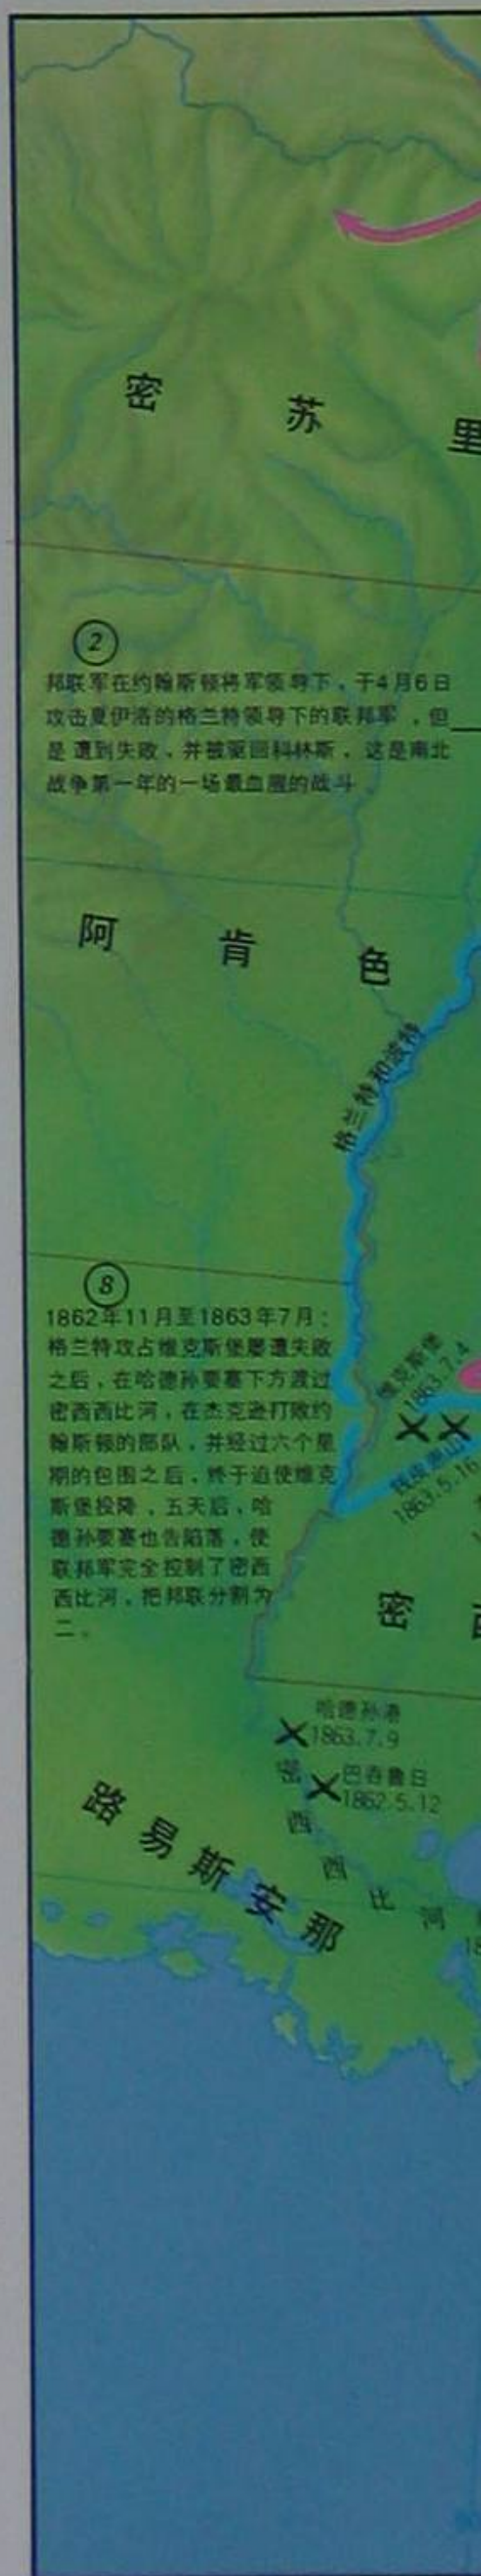 密 苏 里
2
邦联军在约翰斯顿将军领导下，于4月6日
攻击夏伊洛的格兰特领导下的联邦军，但
是遭到失败，并被驱回科林斯。这是南北
战争第一年的一场最血腥的战斗
阿 肯 色
格兰特和波特
8
1862年11月至1863年7月：
格兰特攻占维克斯堡屡遭失败
之后，在哈德孙要塞下方渡过
密西西比河，在杰克逊打败约
翰斯顿的部队，并经过六个星
期的包围之后，终于迫使维克
斯堡投降，五天后，哈
德孙要塞也告陷落，使
联邦军完全控制了密西
西比河，把邦联分割为
二。
维克斯堡
1863.7.4
1863.5.16
密
哈德孙港
1863.7.9
巴吞鲁日
1862.5.12
密西西比河
路易斯安那
18